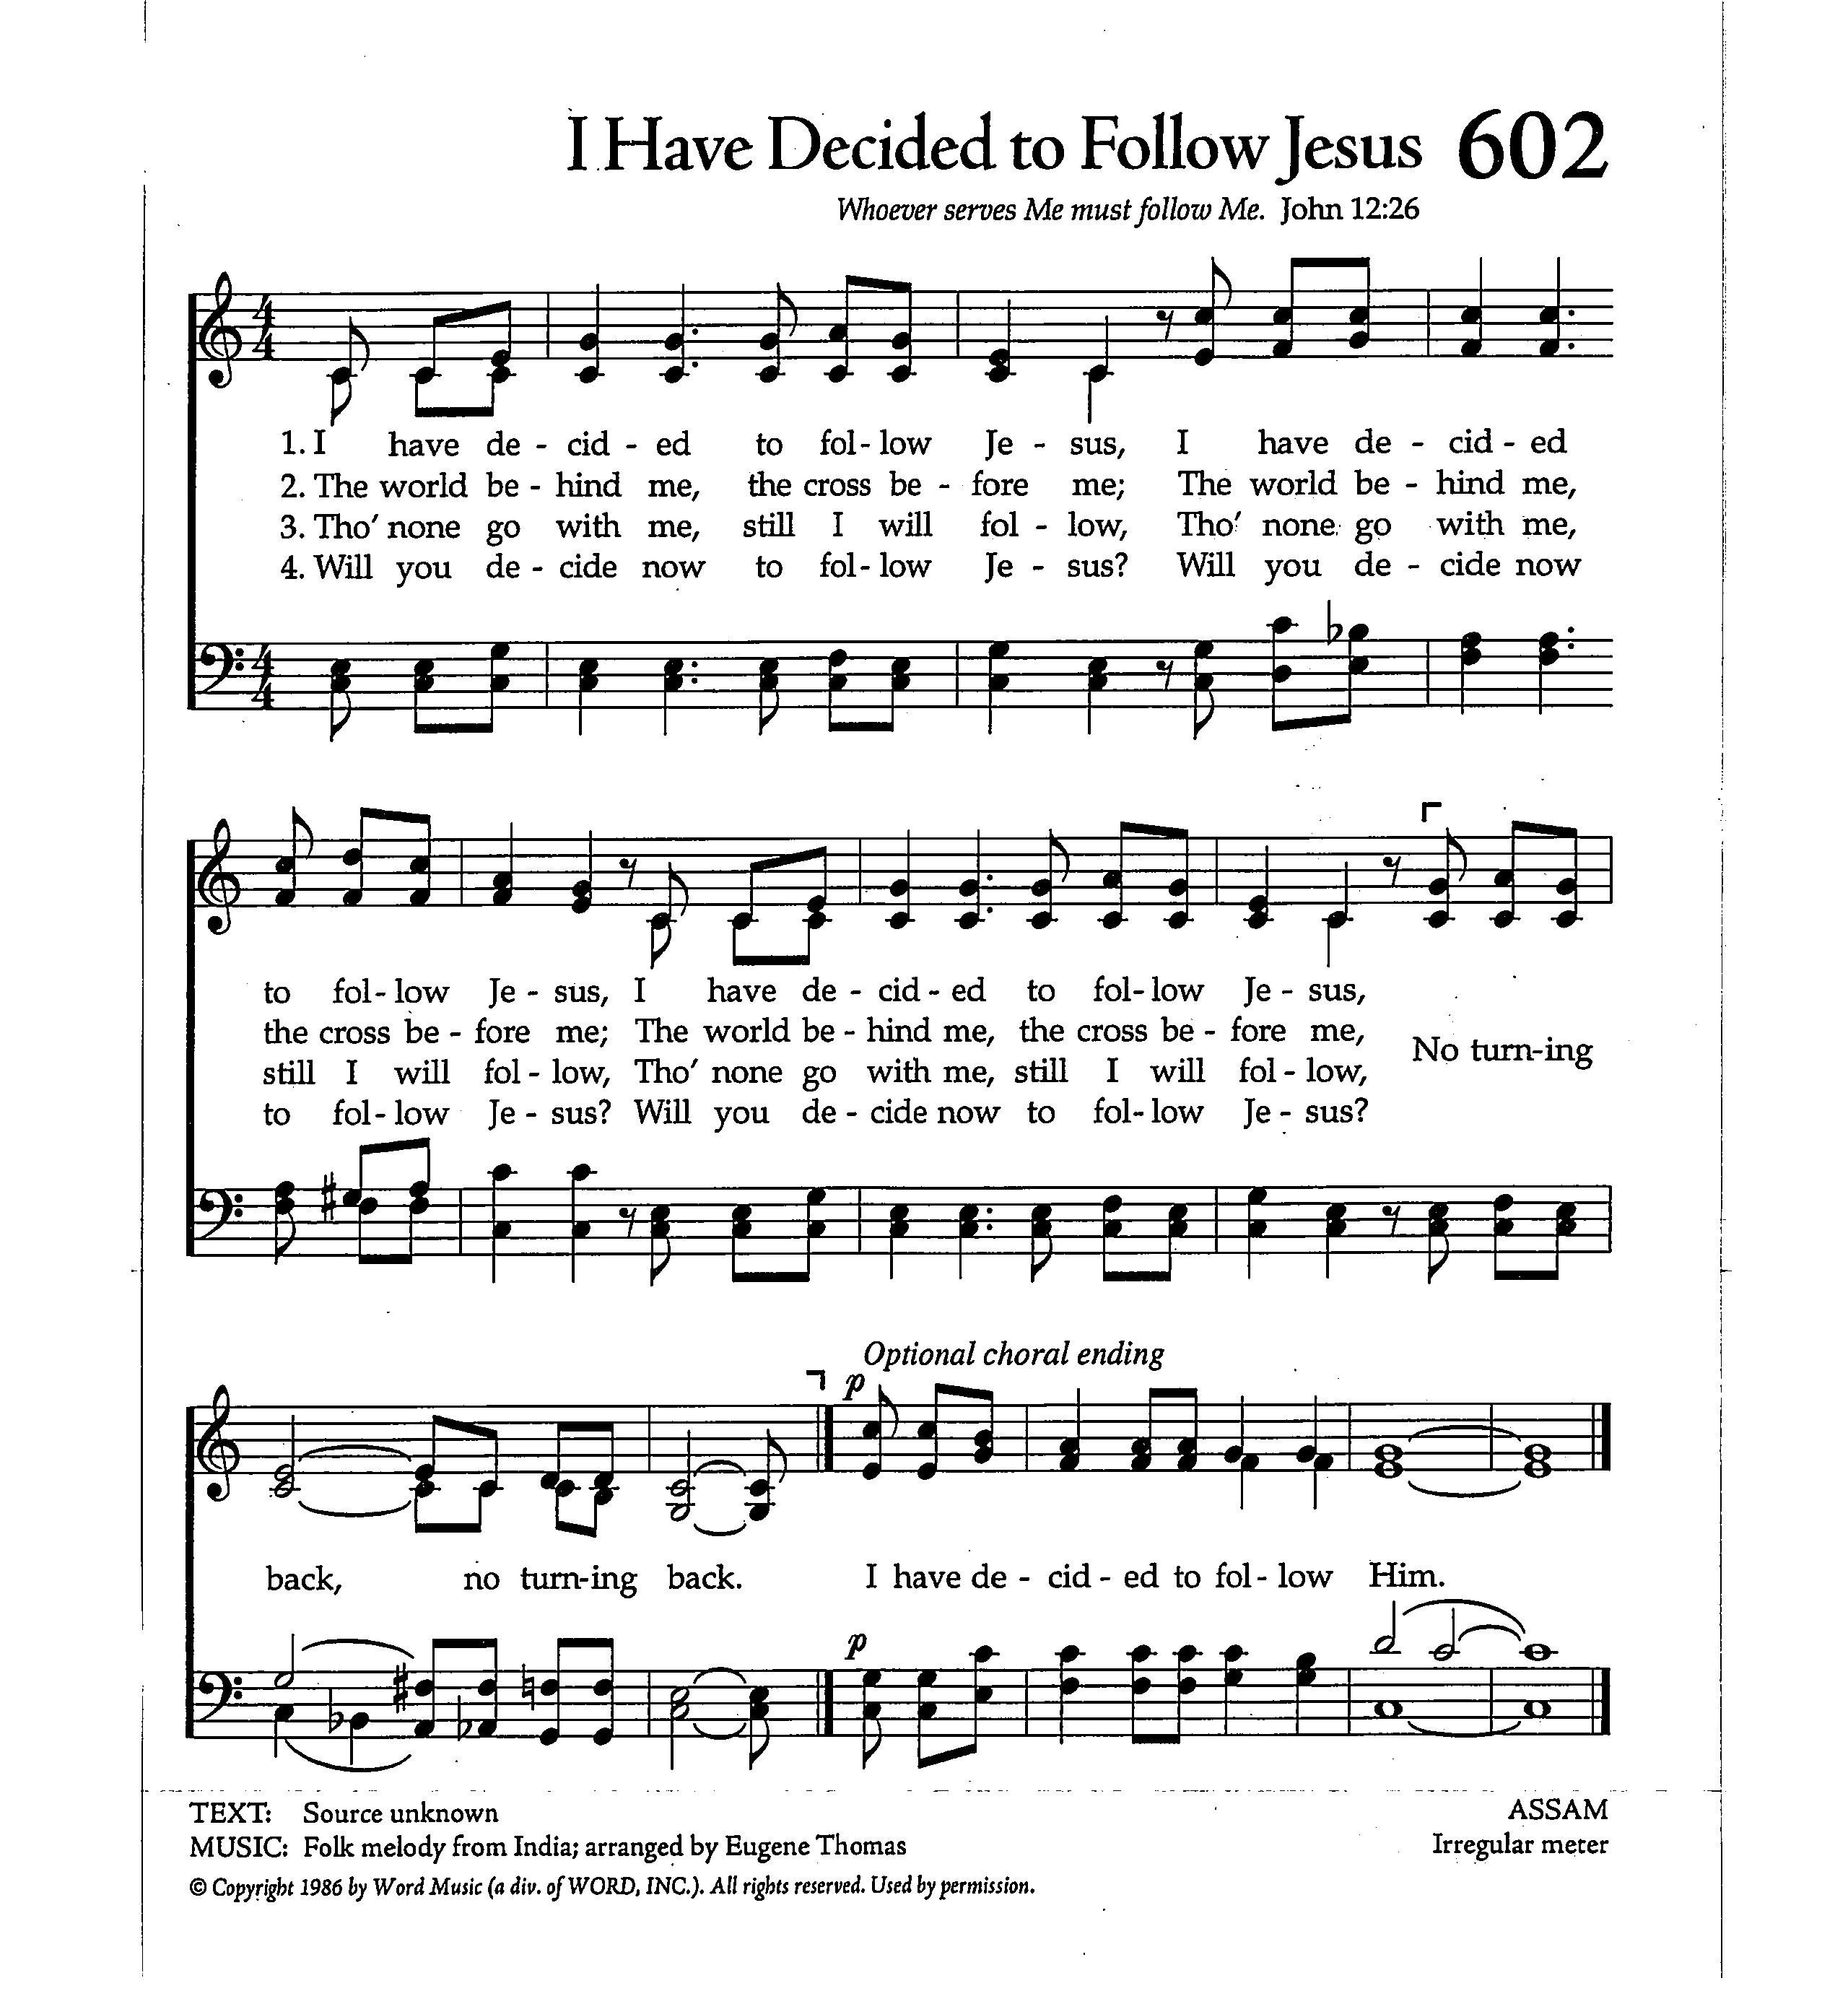 I Have Decided to Follow Jesus 602
Whoever serves Me must follow Me. John 12:26
1. I have de - cid - ed to fol - low Je - sus, I have de - cid - ed
2. The world be - hind me, the cross be - fore me; The world be - hind me,
3. Tho' none go with me, still I will fol - low, Tho' none go with me,
4. Will you de - cide now to fol - low Je - sus? Will you de - cide now
to fol - low Je - sus, I have de - cid - ed to fol - low Je - sus,
the cross be - fore me; The world be - hind me, the cross be - fore me,
No turn-ing
still I will fol - low, Tho' none go with me, still I will fol - low,
to fol - low Je - sus? Will you de - cide now to fol - low Je - sus?
Optional choral ending
p
back, no turn-ing back. I have de - cid - ed to fol - low Him.
p
TEXT: Source unknown
ASSAM
MUSIC: Folk melody from India; arranged by Eugene Thomas
Irregular meter
© Copyright 1986 by Word Music (a div. of WORD, INC.). All rights reserved. Used by permission.